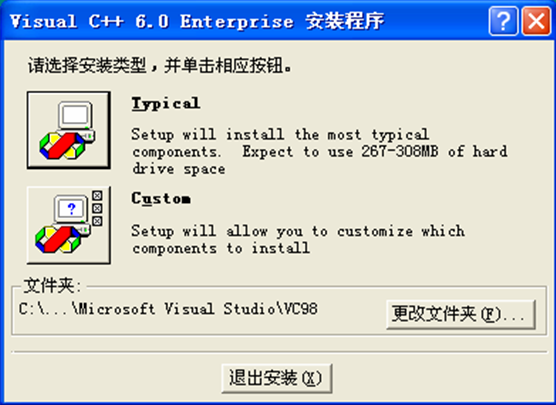 Visual C++ 6.0 Enterprise 安装程序
请选择安装类型，并单击相应按钮。
Typical
Setup will install the most typical
components.  Expect to use 267-308MB of hard
drive space
?
Custom
Setup will allow you to customize which
components to install
文件夹:
C:\...\Microsoft Visual Studio\VC98
更改文件夹(F)...
退出安装(X)